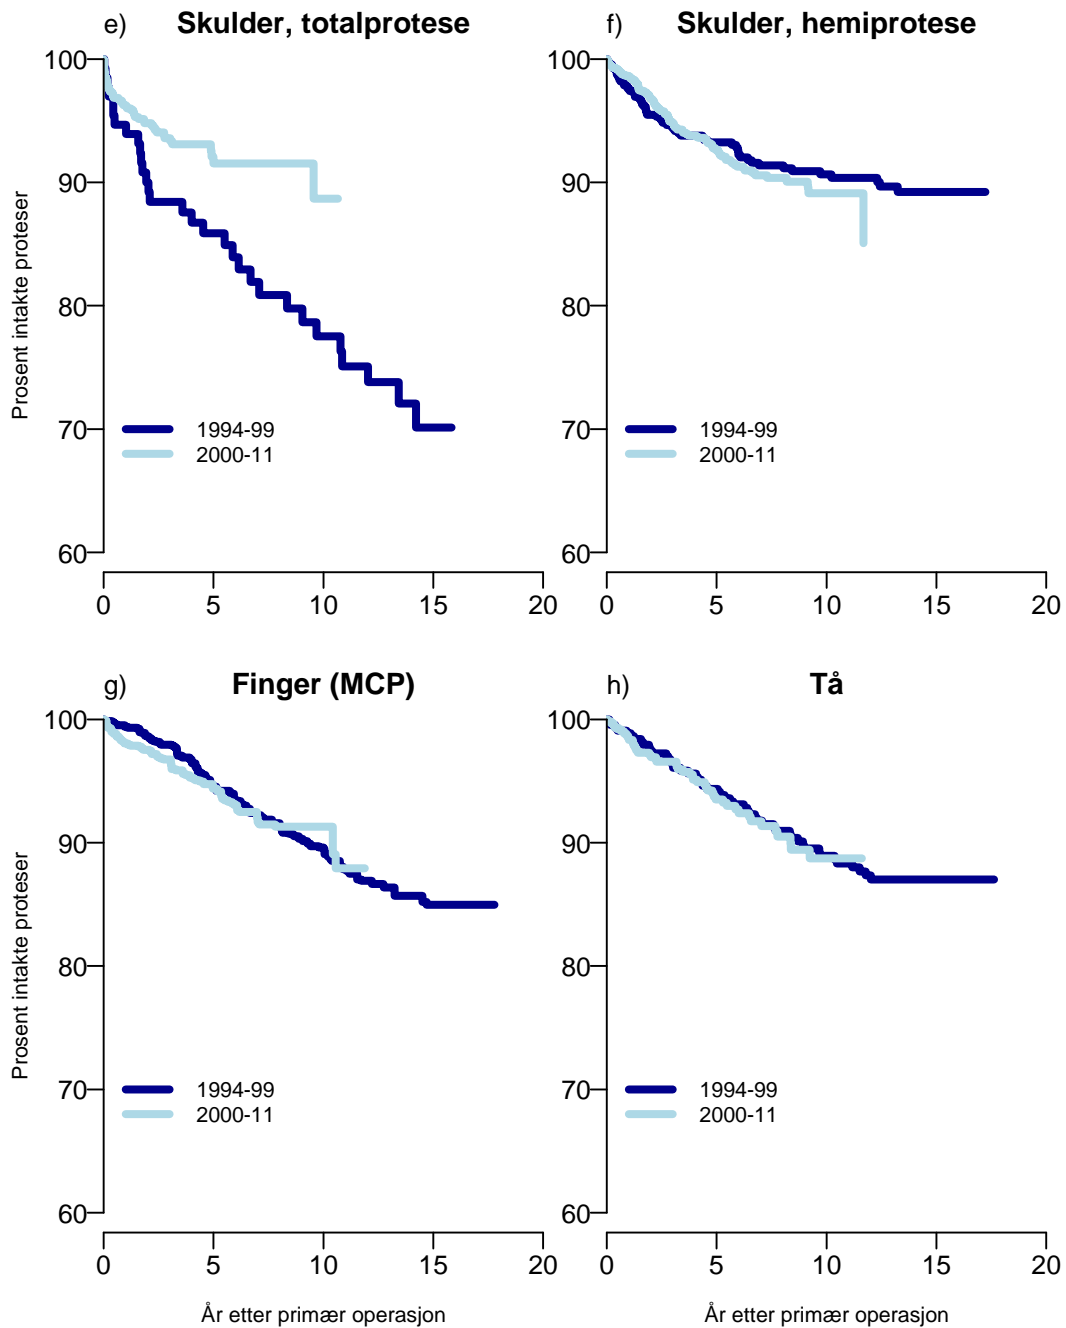 e) Skulder, totalprotese
Prosent intakte proteser
100
90
80
70
60
1994-99
2000-11
0 5 10 15 20
f) Skulder, hemiprotese
100
90
80
70
60
1994-99
2000-11
0 5 10 15 20
g) Finger (MCP)
Prosent intakte proteser
100
90
80
70
60
1994-99
2000-11
0 5 10 15 20
År etter primær operasjon
h) Tå
100
90
80
70
60
1994-99
2000-11
0 5 10 15 20
År etter primær operasjon